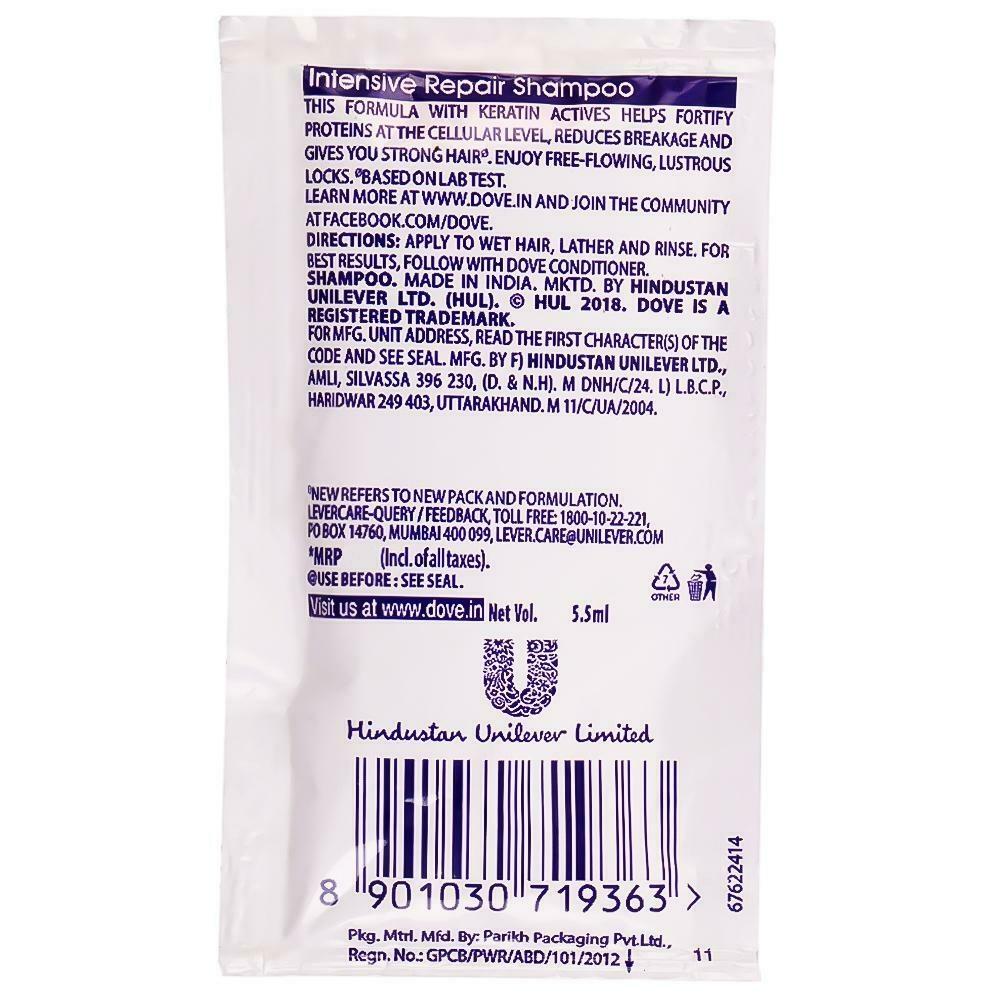 Intensive Repair Shampoo
THIS FORMULA WITH KERATIN ACTIVES HELPS FORTIFY
PROTEINS AT THE CELLULAR LEVEL, REDUCES BREAKAGE AND
GIVES YOU STRONG HAIRø. ENJOY FREE-FLOWING, LUSTROUS
LOCKS. øBASED ON LAB TEST.
LEARN MORE AT WWW.DOVE.IN AND JOIN THE COMMUNITY
AT FACEBOOK.COM/DOVE.
DIRECTIONS: APPLY TO WET HAIR, LATHER AND RINSE. FOR
BEST RESULTS, FOLLOW WITH DOVE CONDITIONER.
SHAMPOO. MADE IN INDIA. MKTD. BY HINDUSTAN
UNILEVER LTD. (HUL). © HUL 2018. DOVE IS A
REGISTERED TRADEMARK.
FOR MFG. UNIT ADDRESS, READ THE FIRST CHARACTER(S) OF THE
CODE AND SEE SEAL. MFG. BY F) HINDUSTAN UNILEVER LTD.,
AMLI, SILVASSA 396 230, (D. & N.H). M DNH/C/24. L) L.B.C.P.,
HARIDWAR 249 403, UTTARAKHAND. M 11/C/UA/2004.
◊NEW REFERS TO NEW PACK AND FORMULATION.
LEVERCARE-QUERY / FEEDBACK, TOLL FREE: 1800-10-22-221,
PO BOX 14760, MUMBAI 400 099, LEVER.CARE@UNILEVER.COM
*MRP (Incl. of all taxes).
@USE BEFORE : SEE SEAL.
7
OTHER
Visit us at www.dove.in Net Vol. 5.5ml
Hindustan Unilever Limited
8 901030 719363 >
67622414
Pkg. Mtrl. Mfd. By: Parikh Packaging Pvt.Ltd.,
Regn. No.: GPCB/PWR/ABD/101/2012 ↓ 11